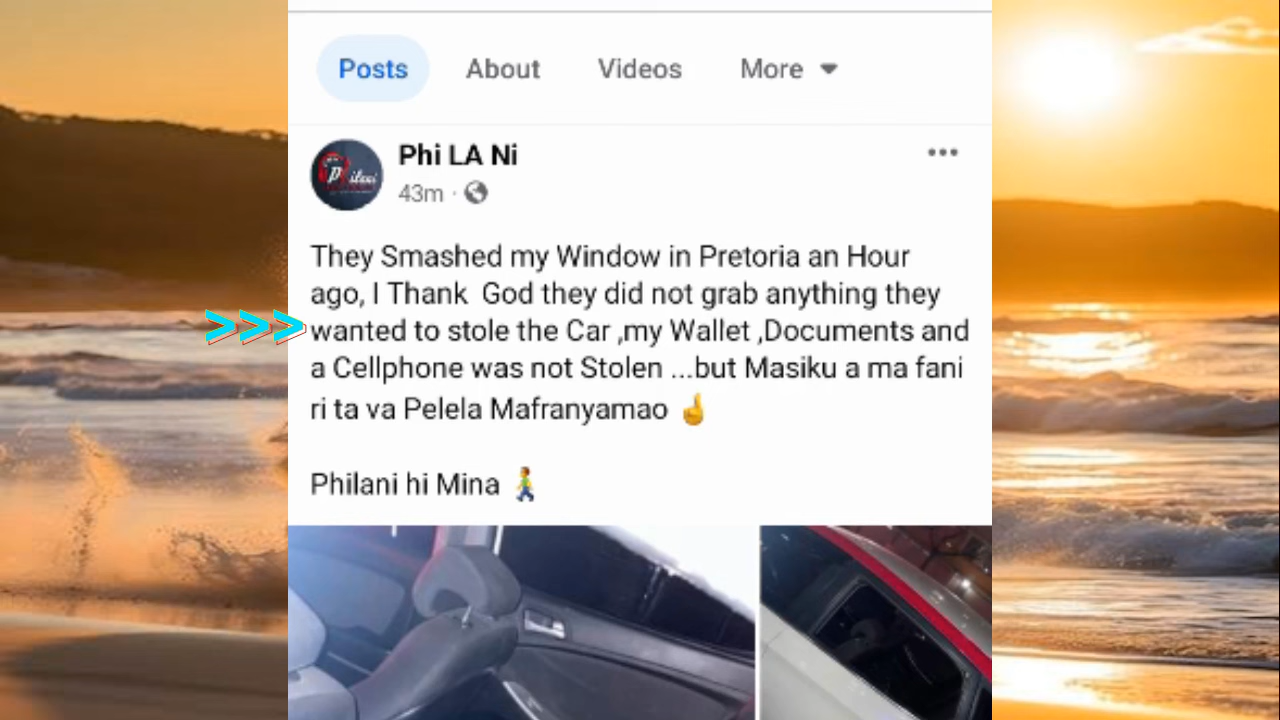 Posts About Videos More
Phi LA Ni
43m ·
They Smashed my Window in Pretoria an Hour
ago, I Thank  God they did not grab anything they
>>> wanted to stole the Car ,my Wallet ,Documents and
a Cellphone was not Stolen ...but Masiku a ma fani
ri ta va Pelela Mafranyamao ☝️
Philani hi Mina 🚶